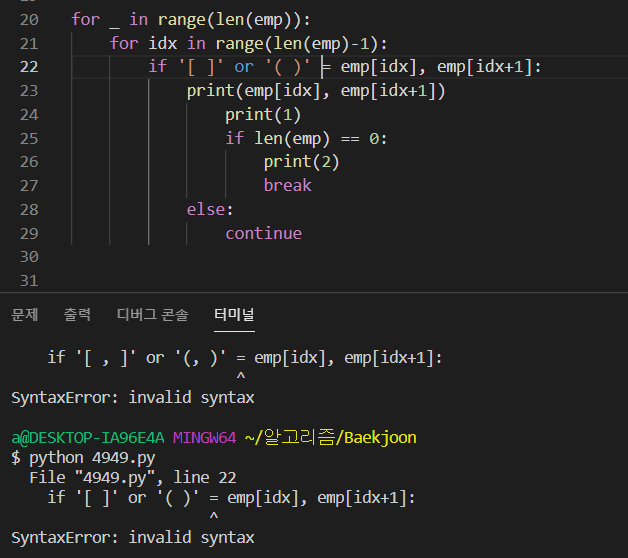 20 for _ in range(len(emp)):
21     for idx in range(len(emp)-1):
22         if '[ ]' or '( )' = emp[idx], emp[idx+1]:
23             print(emp[idx], emp[idx+1])
24                 print(1)
25                 if len(emp) == 0:
26                     print(2)
27                     break
28             else:
29                 continue
30
31
문제 출력 디버그 콘솔 터미널
    if '[ , ]' or '(, )' = emp[idx], emp[idx+1]:
                         ^
SyntaxError: invalid syntax
a@DESKTOP-IA96E4A MINGW64 ~/알고리즘/Baekjoon
$ python 4949.py
  File "4949.py", line 22
    if '[ ]' or '( )' = emp[idx], emp[idx+1]:
                      ^
SyntaxError: invalid syntax